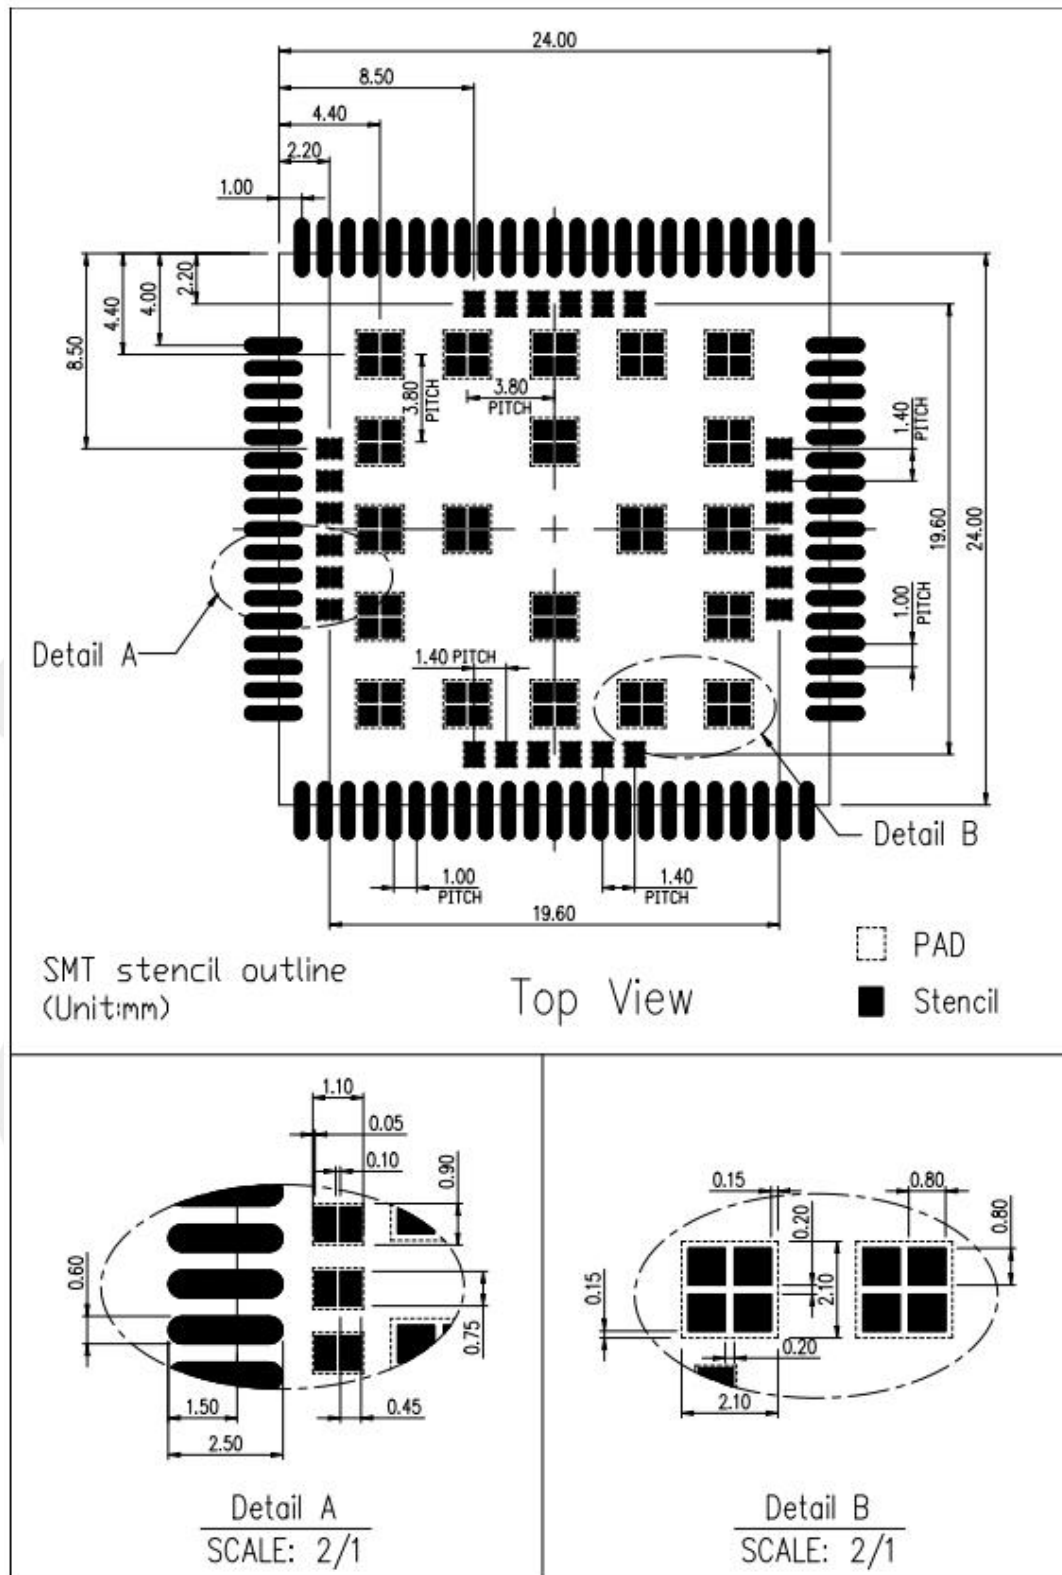 24.00
8.50
4.40
2.20
1.00
2.20
4.00
4.40
8.50
3.80
PITCH
3.80
PITCH
1.40
PITCH
19.60
24.00
1.00
PITCH
Detail A
1.40 PITCH
Detail B
1.00
PITCH
1.40
PITCH
19.60
SMT stencil outline
(Unit:mm)
Top View
PAD
Stencil
1.10
0.05
0.10
0.90
0.60
0.75
1.50
0.45
2.50
Detail A
SCALE: 2/1
0.15
0.80
0.20
0.80
0.15
2.10
0.20
2.10
Detail B
SCALE: 2/1